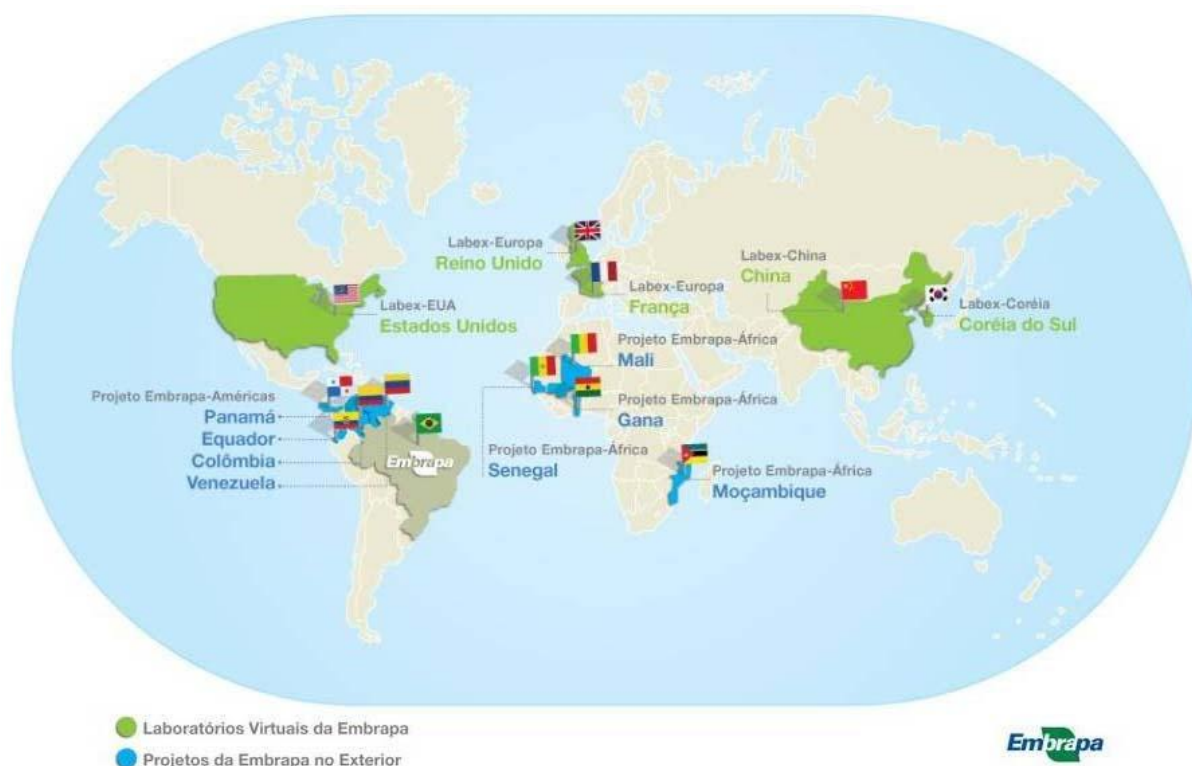 Labex-Europa
Reino Unido
Labex-EUA
Estados Unidos
Labex-Europa
França
Labex-China
China
Labex-Coréia
Coréia do Sul
Projeto Embrapa-Américas
Panamá
Equador
Colômbia
Venezuela
Embrapa
Projeto Embrapa-África
Mali
Projeto Embrapa-África
Gana
Projeto Embrapa-África
Senegal
Projeto Embrapa-África
Moçambique
Laboratórios Virtuais da Embrapa
Projetos da Embrapa no Exterior
Embrapa